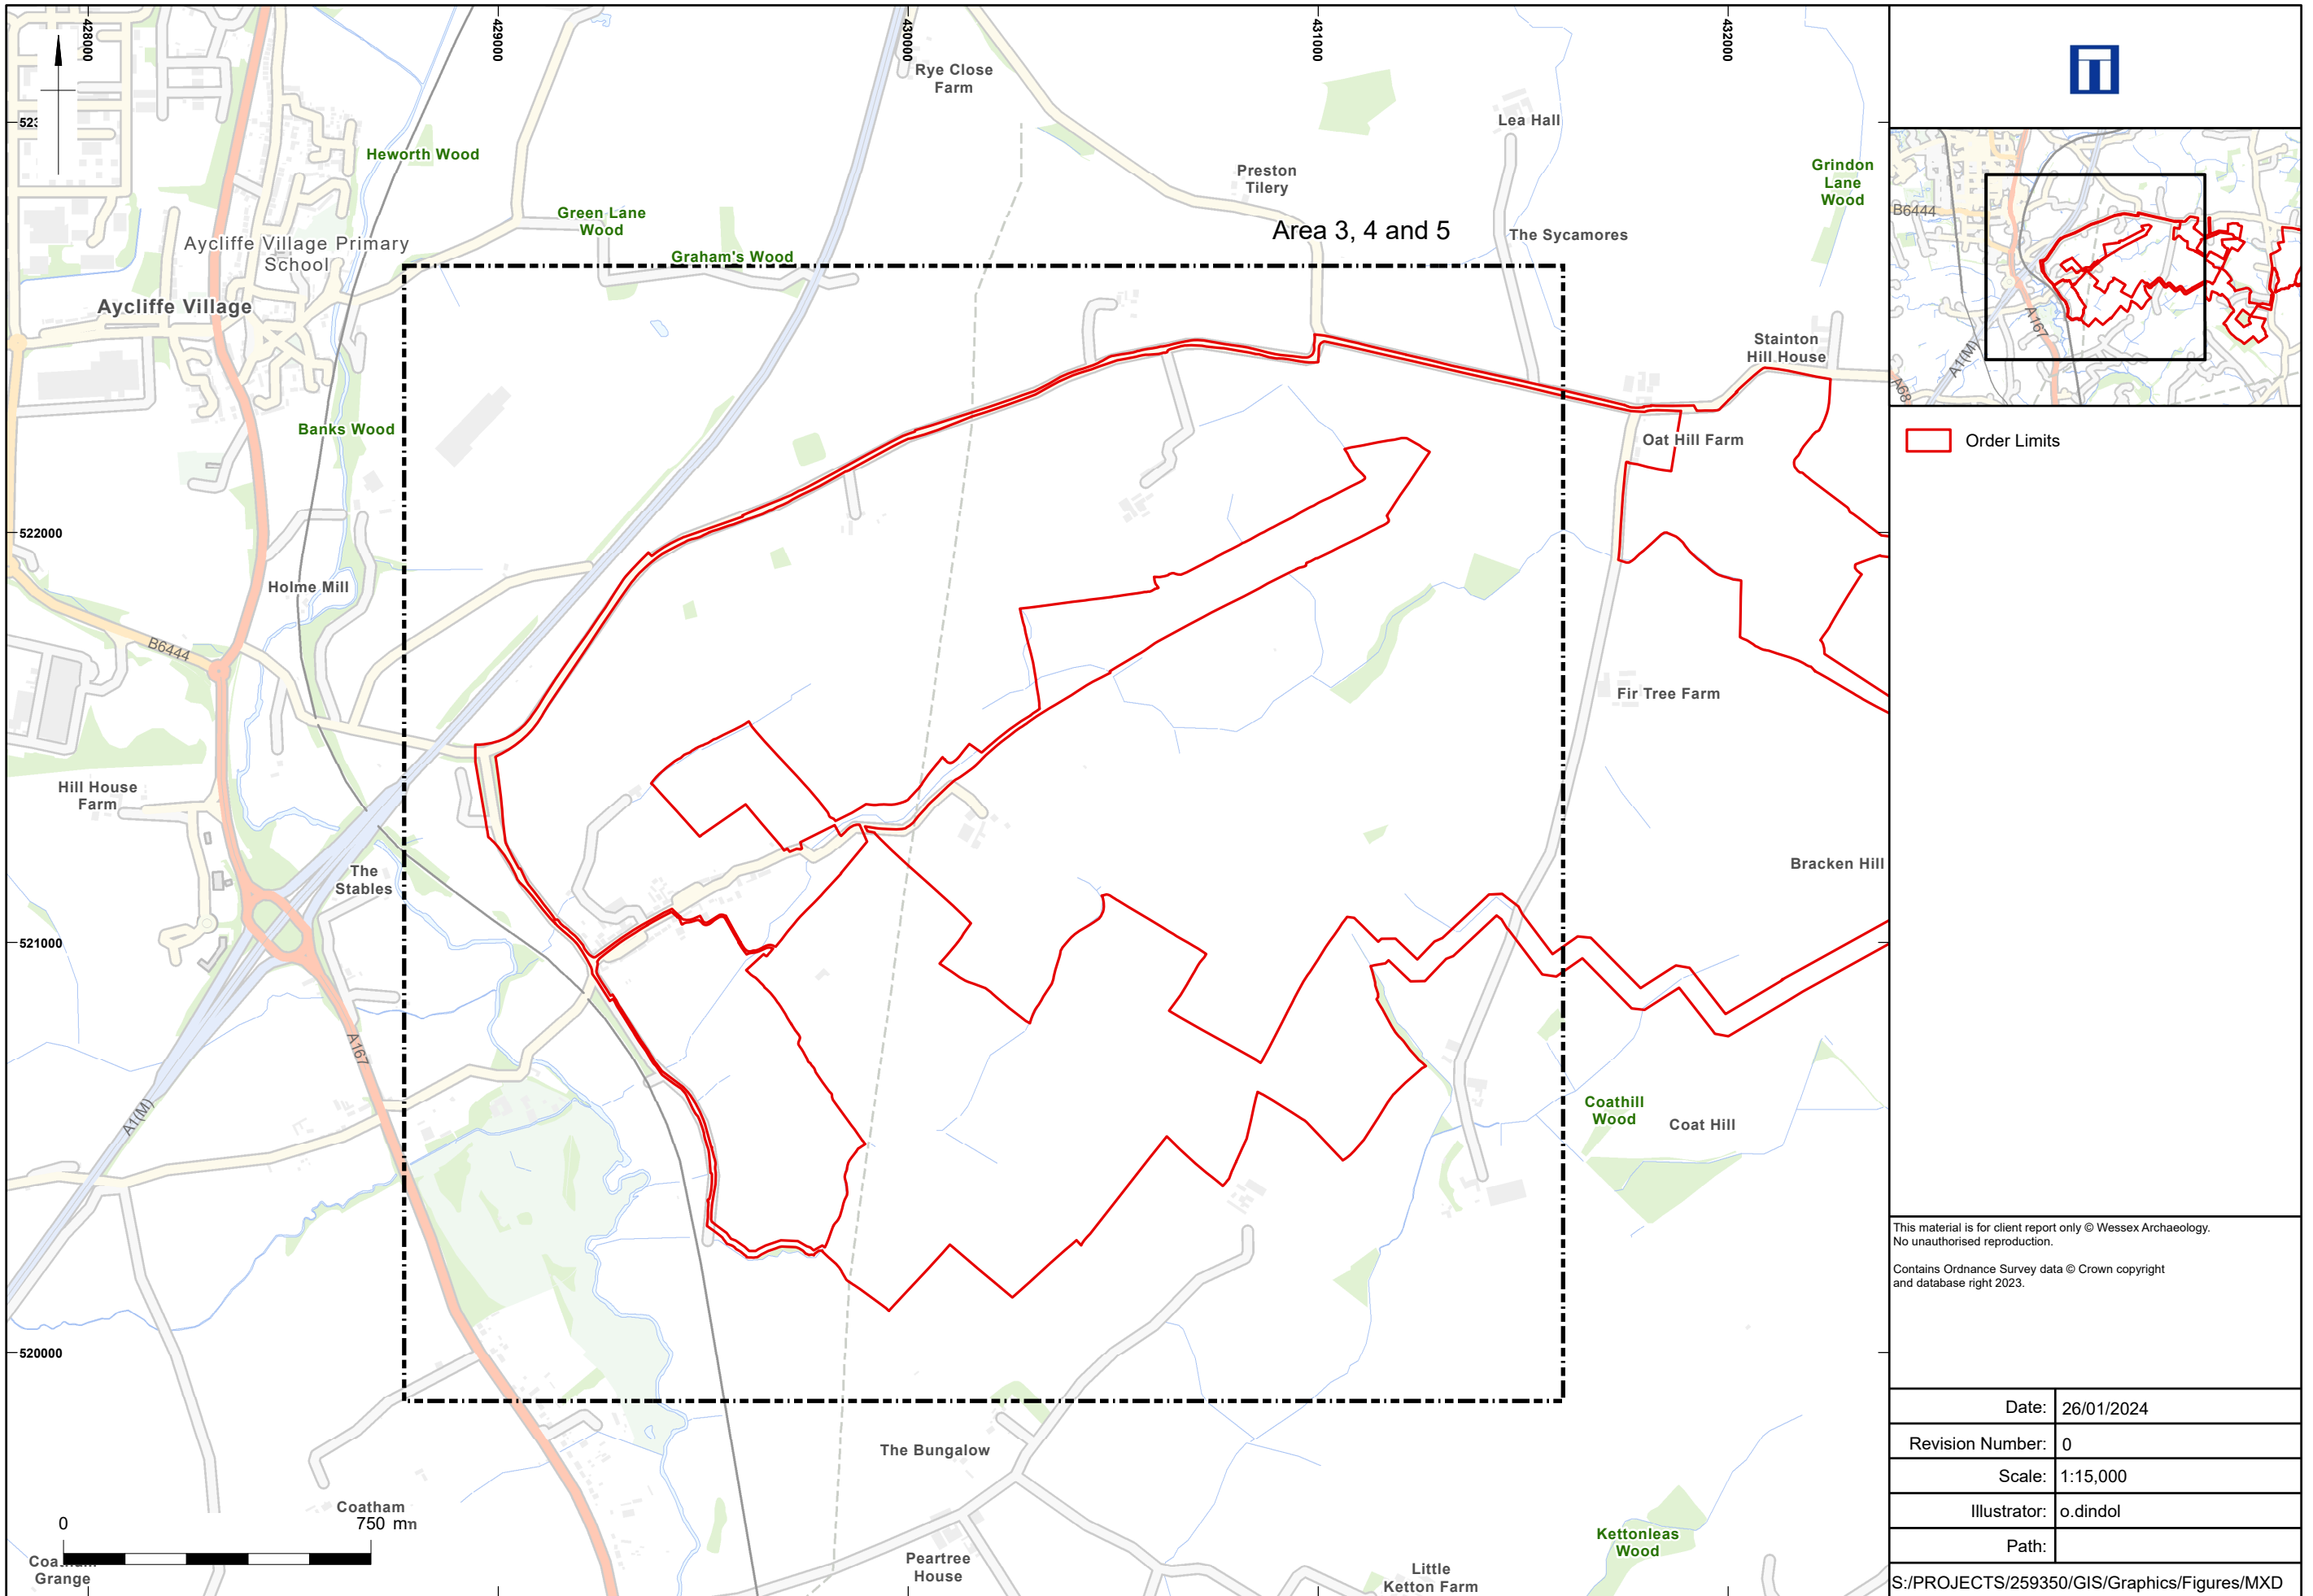 428000
429000
430000
431000
432000
522000
521000
520000
Rye Close
Farm
Lea Hall
Heworth Wood
Preston
Tilery
Grindon
Lane
Wood
Green Lane
Wood
Area 3, 4 and 5
The Sycamores
Aycliffe Village Primary
School
Graham's Wood
Aycliffe Village
Stainton
Hill House
Banks Wood
Oat Hill Farm
Holme Mill
B6444
Fir Tree Farm
Hill House
Farm
The
Stables
Bracken Hill
A167
A1(M)
Coathill
Wood
Coat Hill
The Bungalow
Coatham
0
750 m
Grange
Peartree
House
Kettonleas
Wood
Little
Ketton Farm
B6444
A167
A1(M)
A68
Order Limits
This material is for client report only © Wessex Archaeology.
No unauthorised reproduction.
Contains Ordnance Survey data © Crown copyright
and database right 2023.
Date: 26/01/2024
Revision Number: 0
Scale: 1:15,000
Illustrator: o.dindol
Path:
S:/PROJECTS/259350/GIS/Graphics/Figures/MXD